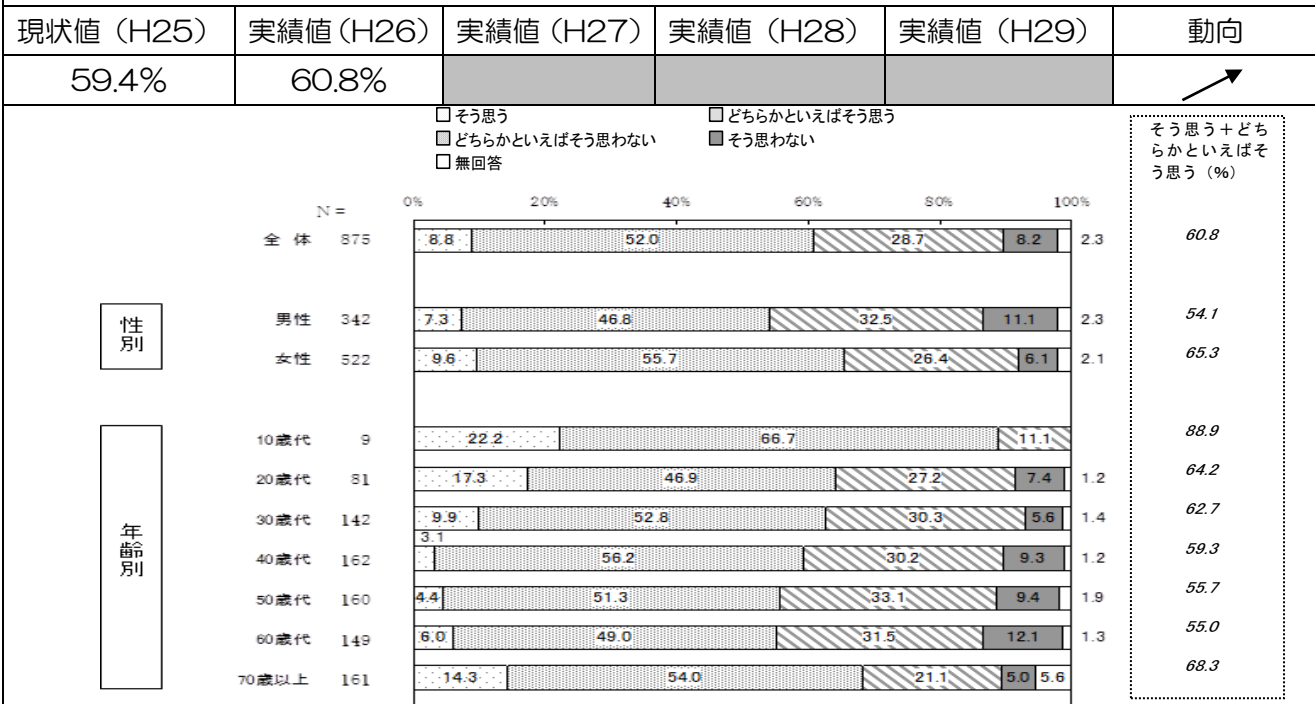 現状値（H25） 実績値（H26） 実績値（H27） 実績値（H28） 実績値（H29） 動向
59.4% 60.8%
□そう思う □どちらかといえばそう思う
□どちらかといえばそう思わない ■そう思わない
□無回答
そう思う＋どち
らかといえばそ
う思う（%）
N = 0% 20% 40% 60% 80% 100%
全 体 875 8.8 52.0 28.7 8.2 2.3 60.8
性別
男性 342 7.3 46.8 32.5 11.1 2.3 54.1
女性 522 9.6 55.7 26.4 6.1 2.1 65.3
年齢別
10歳代 9 22.2 66.7 11.1 88.9
20歳代 81 17.3 46.9 27.2 7.4 1.2 64.2
30歳代 142 9.9 52.8 30.3 5.6 1.4 62.7
40歳代 162 3.1 56.2 30.2 9.3 1.2 59.3
50歳代 160 4.4 51.3 33.1 9.4 1.9 55.7
60歳代 149 6.0 49.0 31.5 12.1 1.3 55.0
70歳以上 161 14.3 54.0 21.1 5.0 5.6 68.3